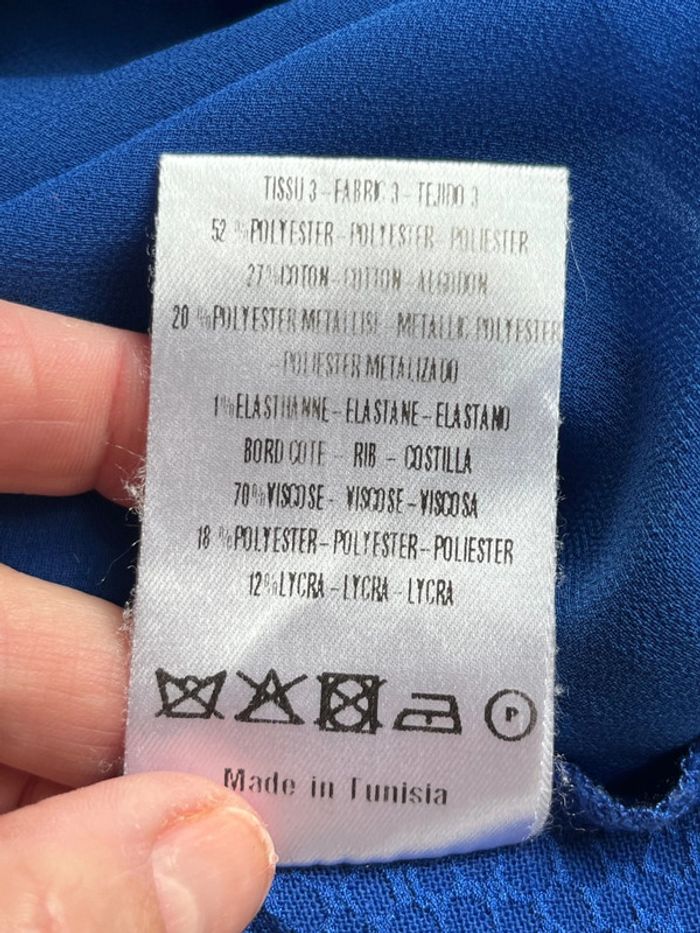 TISSU 3 - FABRIC 3 - TEJIDO 3
52 %POLYESTER - POLYESTER - POLIESTER
27%COTON - COTTON - ALGODON
20 %POLYESTER METALLISE - METALLIC POLYESTER
- POLIESTER METALIZADO
1%ELASTHANNE - ELASTANE - ELASTANO
BORD COTE - RIB - COSTILLA
70%VISCOSE - VISCOSE - VISCOSA
18 %POLYESTER - POLYESTER - POLIESTER
12%LYCRA - LYCRA - LYCRA
P
Made in Tunisia